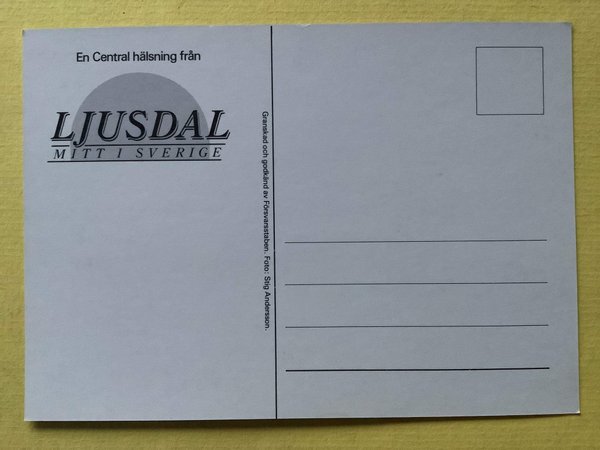 En Central hälsning från
LJUSDAL
MITT I SVERIGE
Granskad och godkänd av Försvarsstaben. Foto: Stig Andersson.